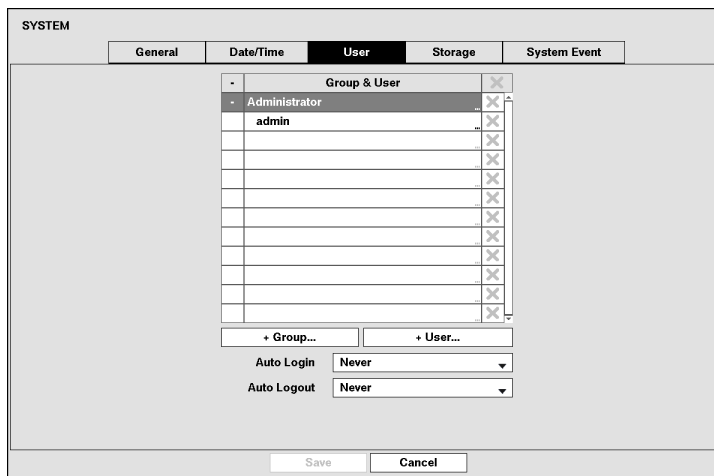 SYSTEM
General Date/Time User Storage System Event
- Group & User
- Administrator ...
admin ...
...
...
...
...
...
...
...
...
...
...
+ Group... + User...
Auto Login Never
Auto Logout Never
Save Cancel